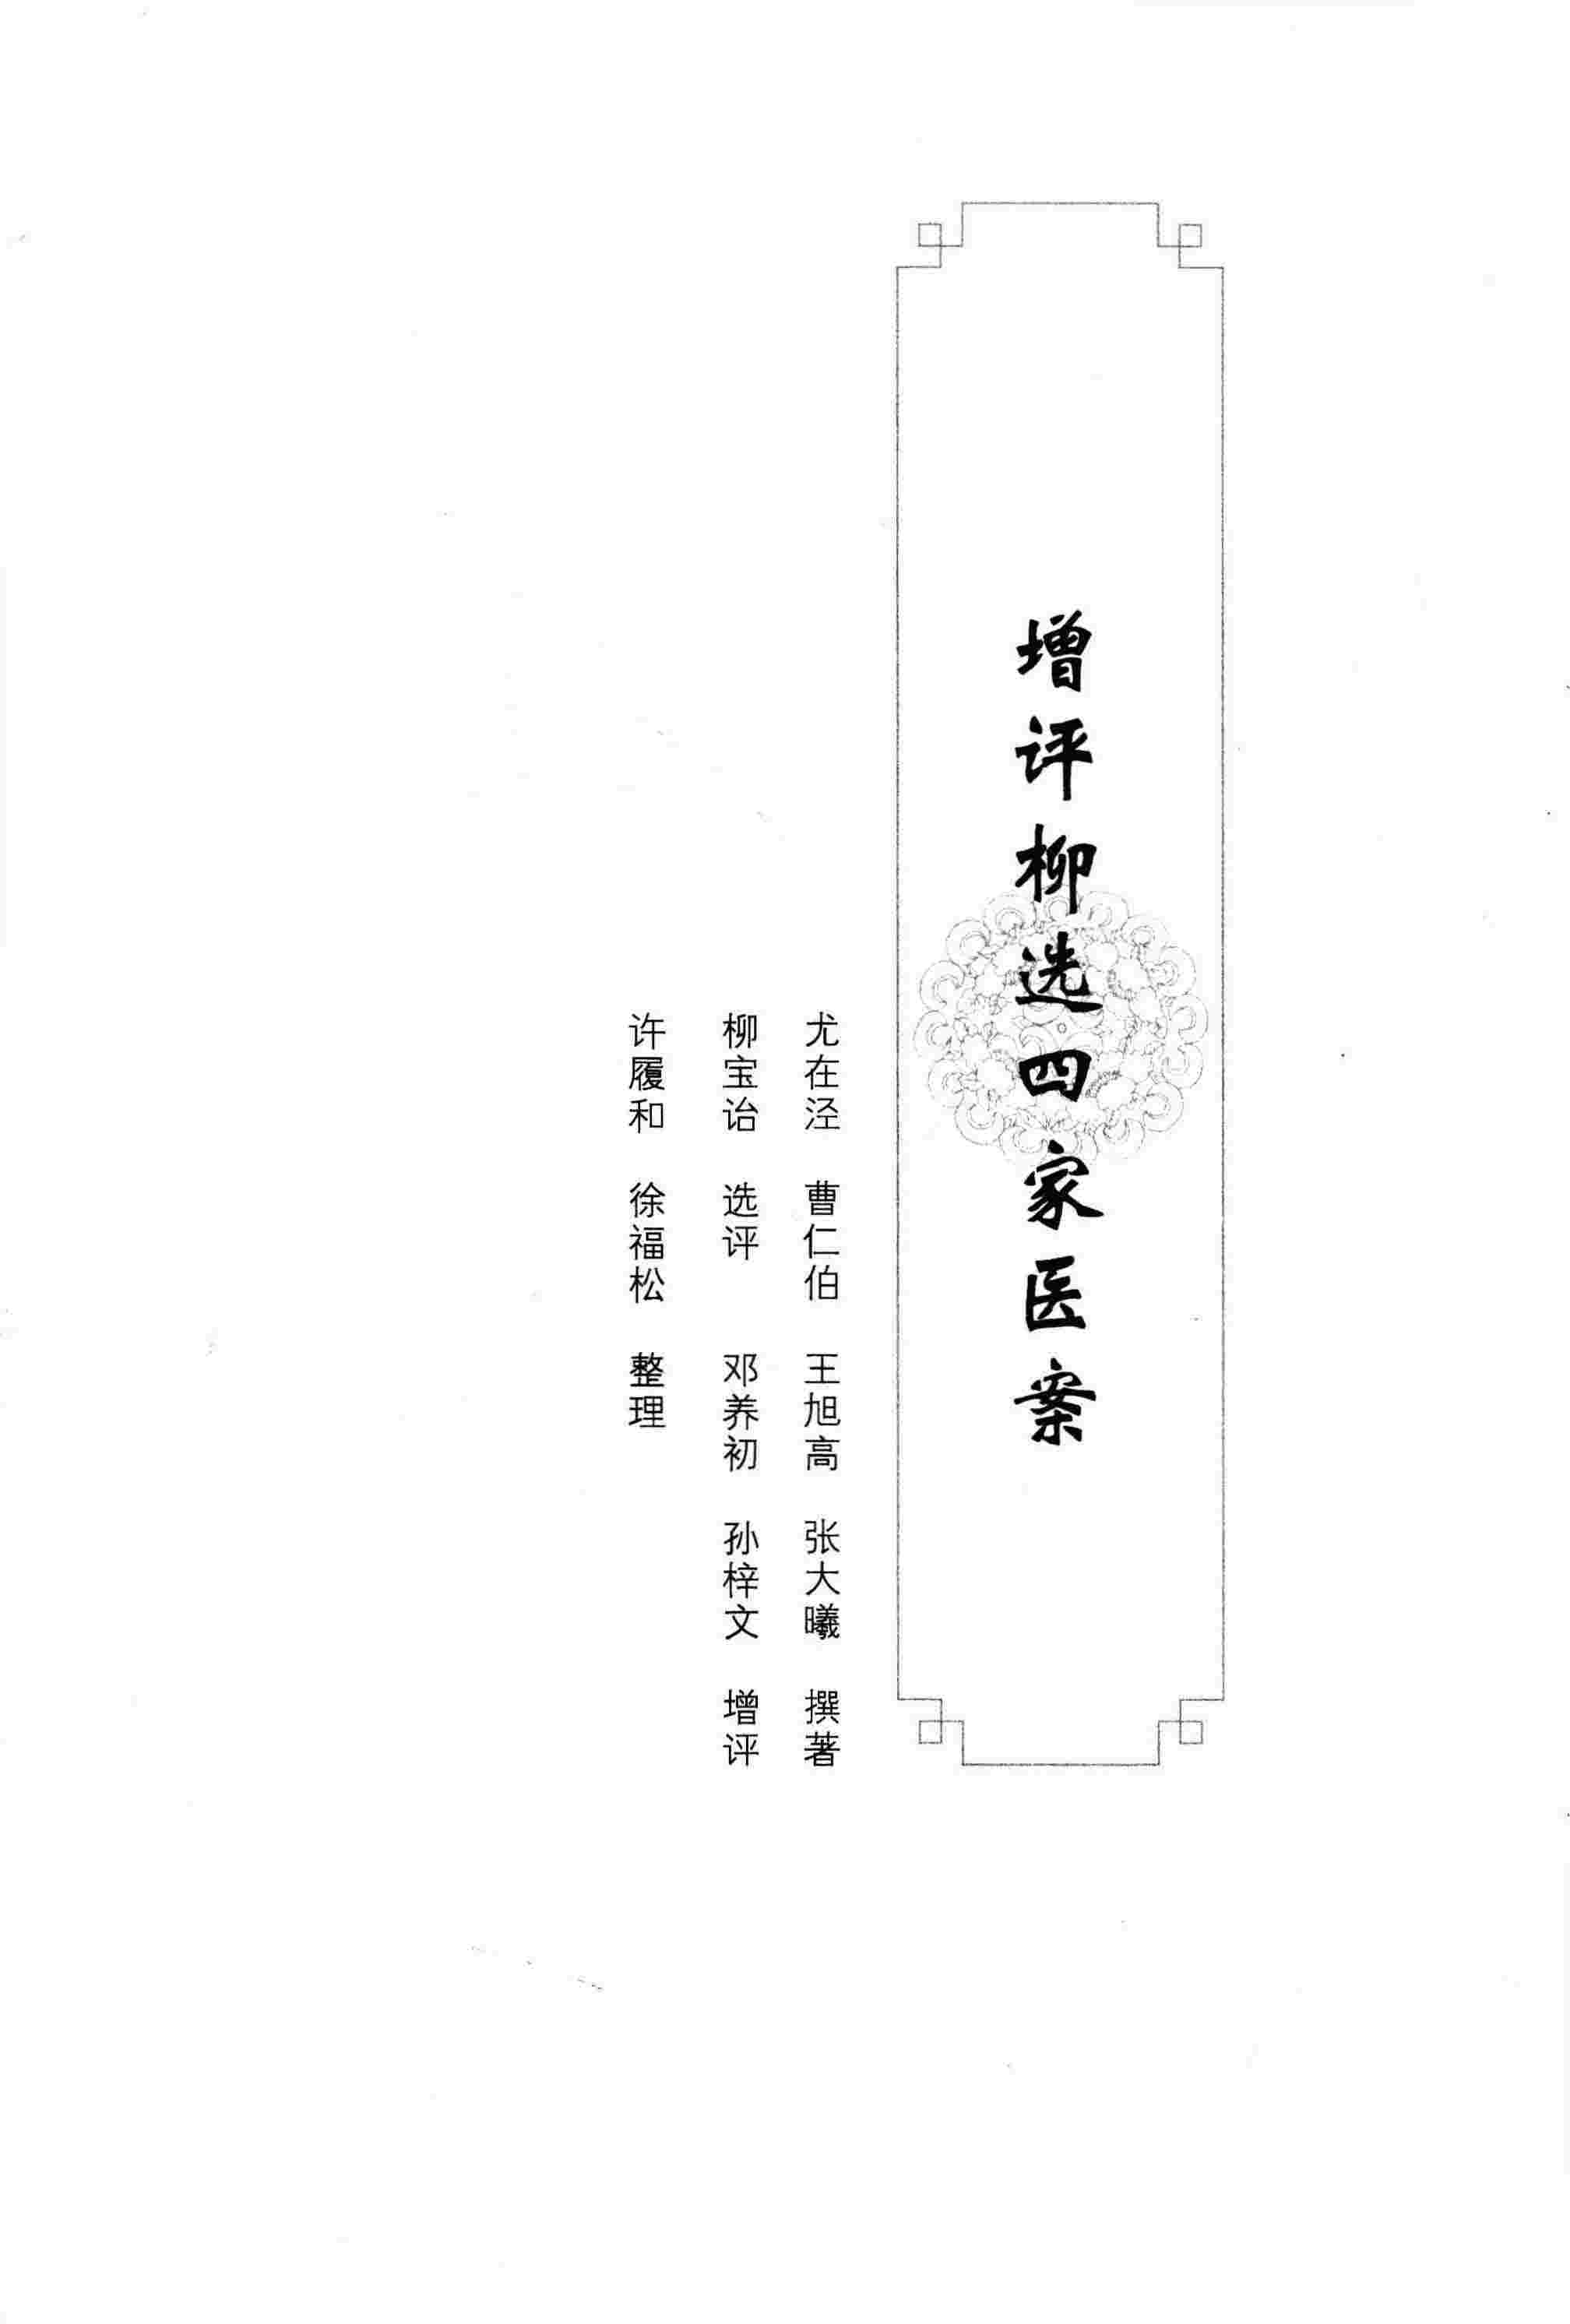 增评柳选四家医案
尤在泾 曹仁伯 王旭高 张大曦 撰著
柳宝诒 选评 邓养初 孙梓文 增评
许履和 徐福松 整理